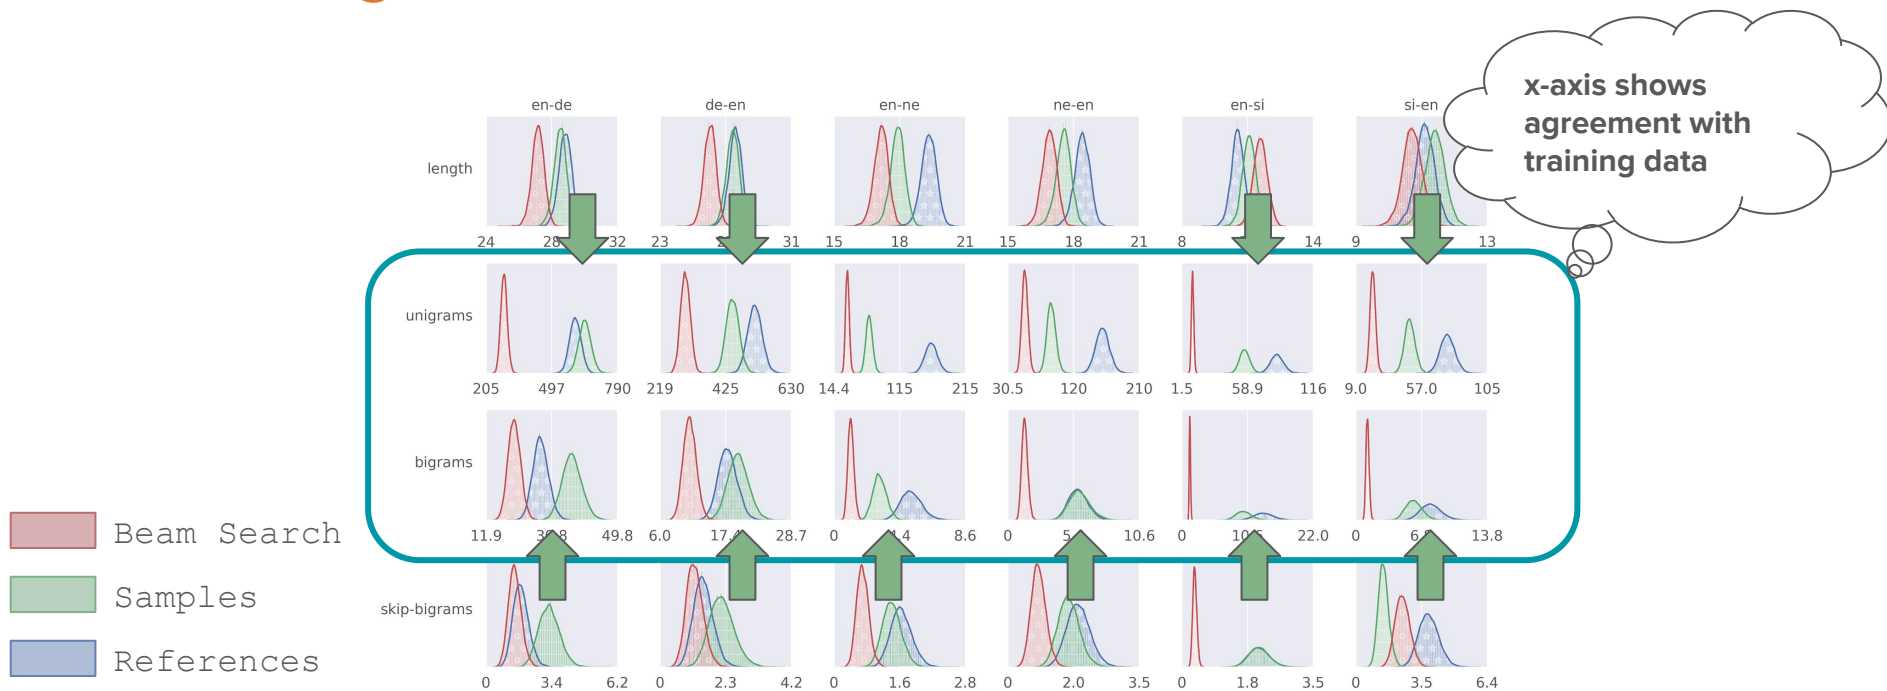 x-axis shows
agreement with
training data
en-de de-en en-ne ne-en en-si si-en
length
24 28 32 23 31 15 18 21 15 18 21 8 14 9 13
unigrams
205 497 790 219 425 630 14.4 115 215 30.5 120 210 1.5 58.9 116 9.0 57.0 105
bigrams
11.9 49.8 6.0 28.7 0 8.6 0 10.6 0 22.0 0 13.8
skip-bigrams
0 3.4 6.2 0 2.3 4.2 0 1.6 2.8 0 2.0 3.5 0 1.8 3.5 0 3.5 6.4
Beam Search
Samples
References